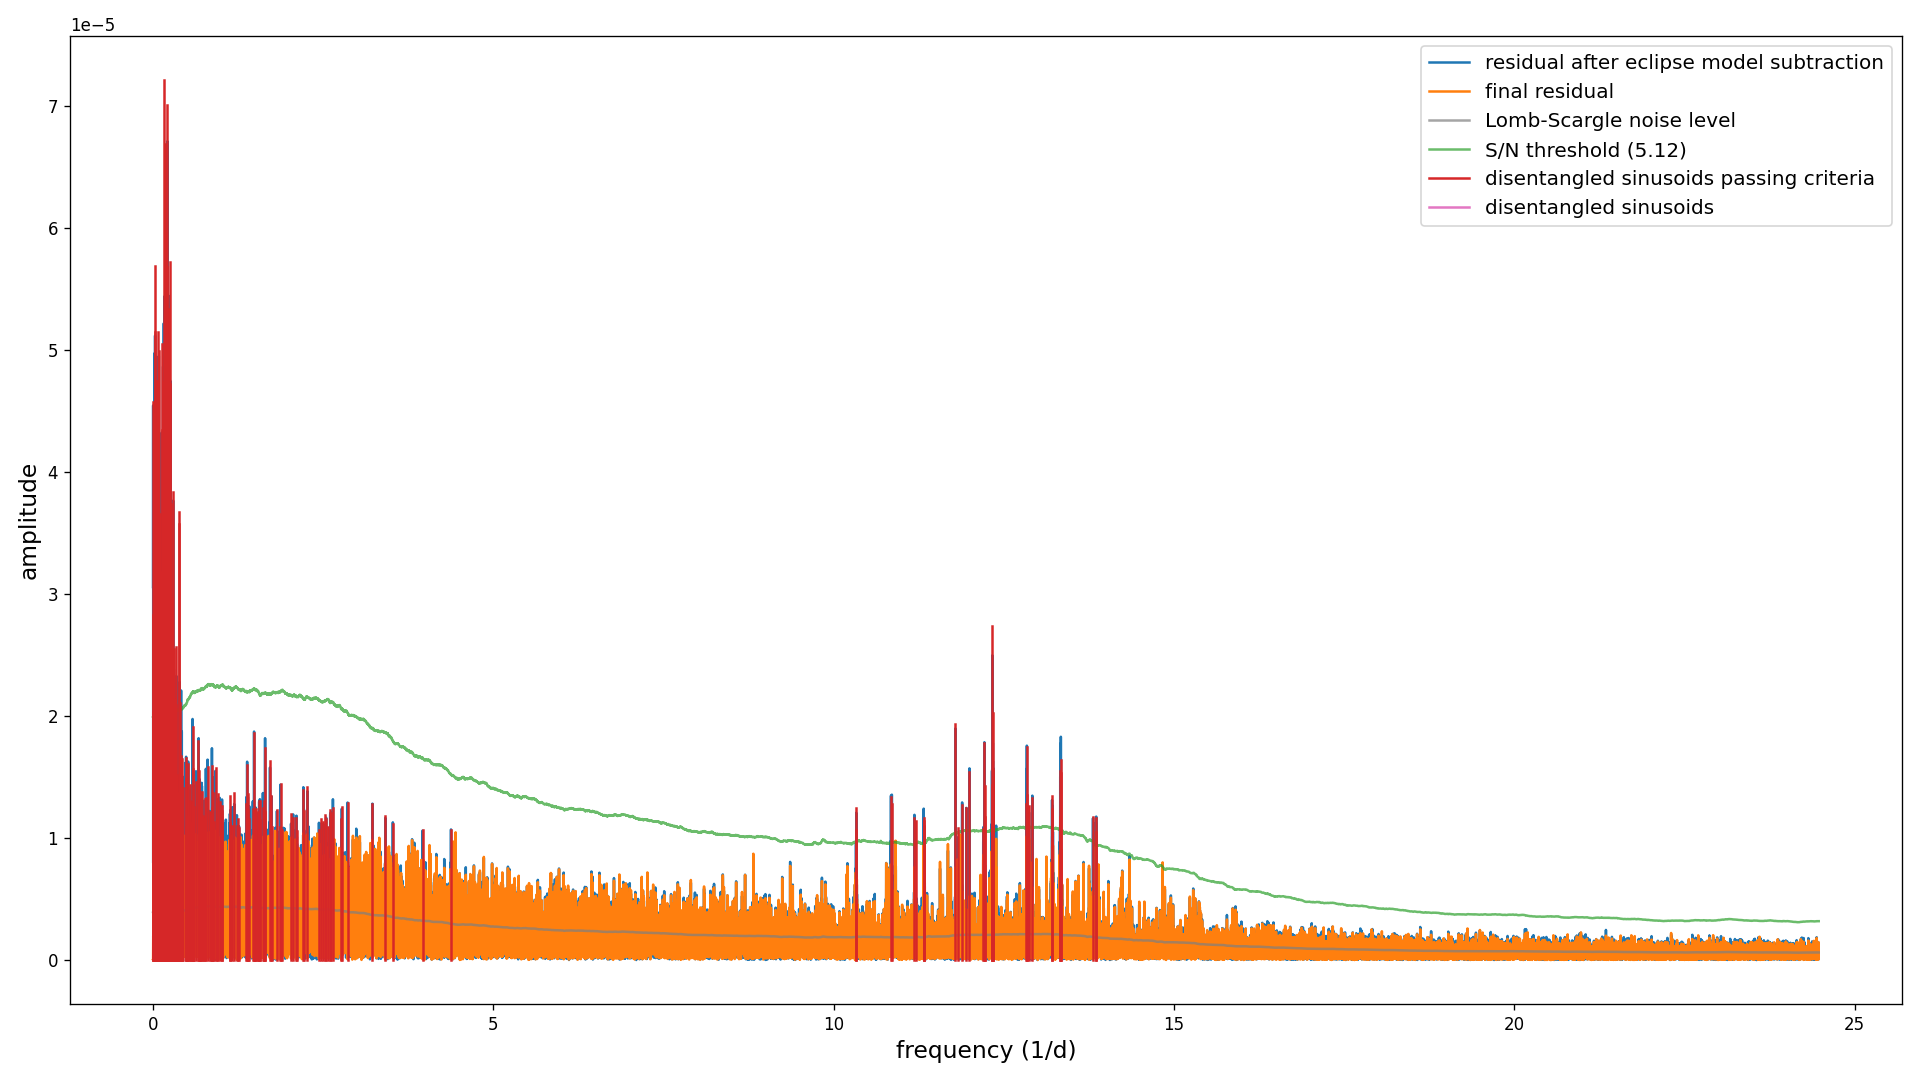 1e−5
residual after eclipse model subtraction
final residual
Lomb-Scargle noise level
S/N threshold (5.12)
disentangled sinusoids passing criteria
disentangled sinusoids
7
6
5
4
3
2
1
0
amplitude
0 5 10 15 20 25
frequency (1/d)